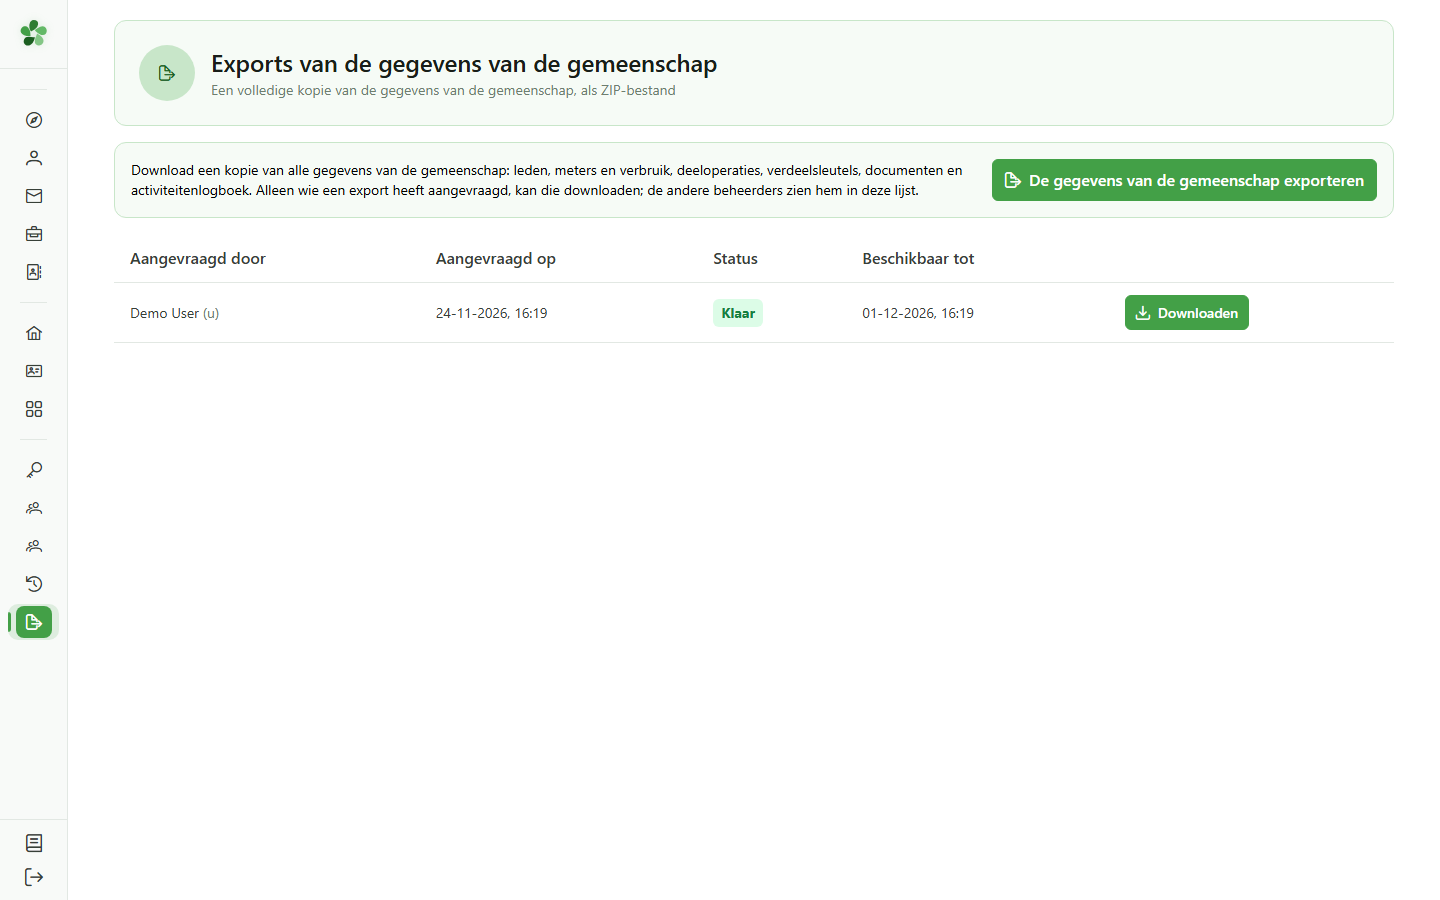 Exports van de gegevens van de gemeenschap
Een volledige kopie van de gegevens van de gemeenschap, als ZIP-bestand
Download een kopie van alle gegevens van de gemeenschap: leden, meters en verbruik, deeloperaties, verdeelsleutels, documenten en
activiteitenlogboek. Alleen wie een export heeft aangevraagd, kan die downloaden; de andere beheerders zien hem in deze lijst.
De gegevens van de gemeenschap exporteren
Aangevraagd door Aangevraagd op Status Beschikbaar tot
Demo User (u) 24-11-2026, 16:19 Klaar 01-12-2026, 16:19 Downloaden